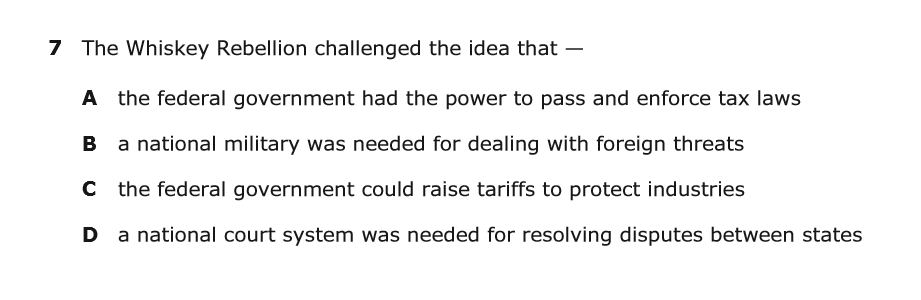 7 The Whiskey Rebellion challenged the idea that —
A the federal government had the power to pass and enforce tax laws
B a national military was needed for dealing with foreign threats
C the federal government could raise tariffs to protect industries
D a national court system was needed for resolving disputes between states